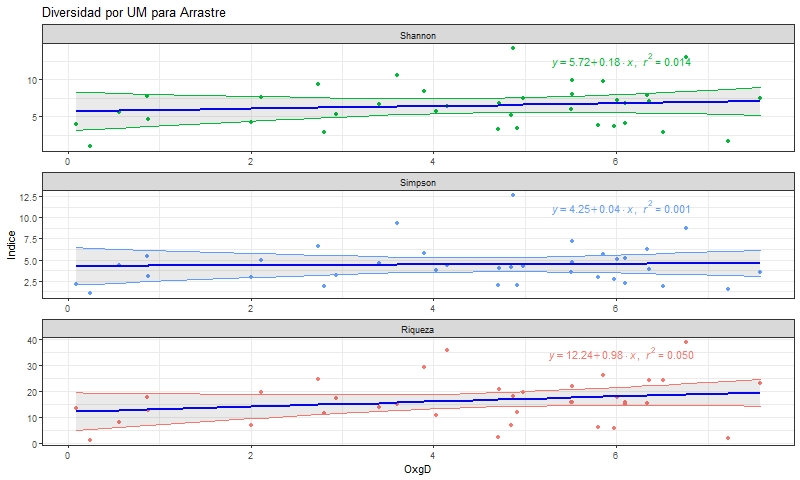 Diversidad por UM para Arrastre
Shannon
y = 5.72 + 0.18 · x, r² = 0.014
10
5
0 2 4 6
Simpson
y = 4.25 + 0.04 · x, r² = 0.001
12.5
10.0
7.5
5.0
2.5
0 2 4 6
Indice
Riqueza
y = 12.24 + 0.98 · x, r² = 0.050
40
30
20
10
0
0 2 4 6
OxgD